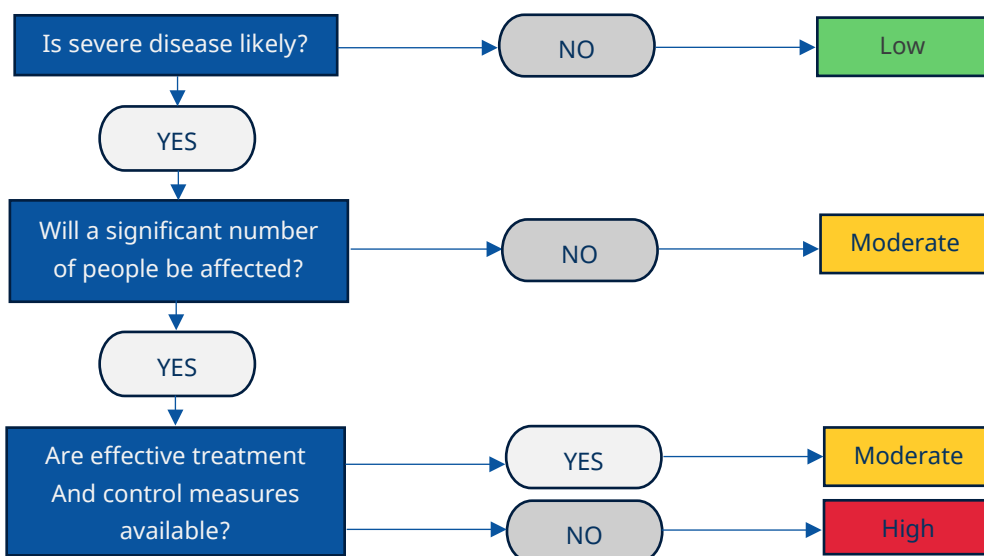 Is severe disease likely?
NO
Low
YES
Will a significant number
of people be affected?
NO
Moderate
YES
Are effective treatment
And control measures
available?
YES
Moderate
NO
High